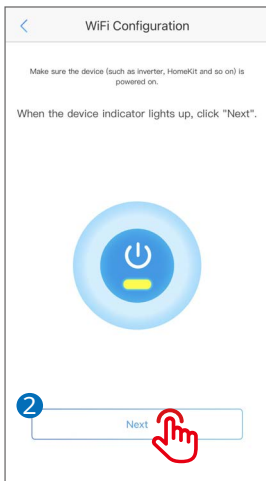 WiFi Configuration
Make sure the device (such as inverter, HomeKit and so on) is
powered on.
When the device indicator lights up, click "Next".
2
Next